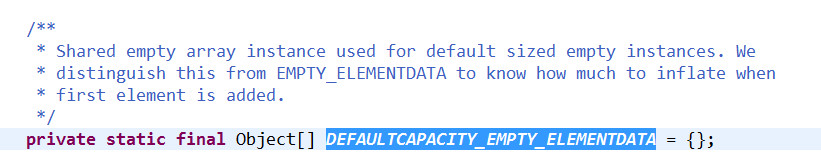 /**
* Shared empty array instance used for default sized empty instances. We
* distinguish this from EMPTY_ELEMENTDATA to know how much to inflate when
* first element is added.
*/
private static final Object[] DEFAULTCAPACITY_EMPTY_ELEMENTDATA = {};